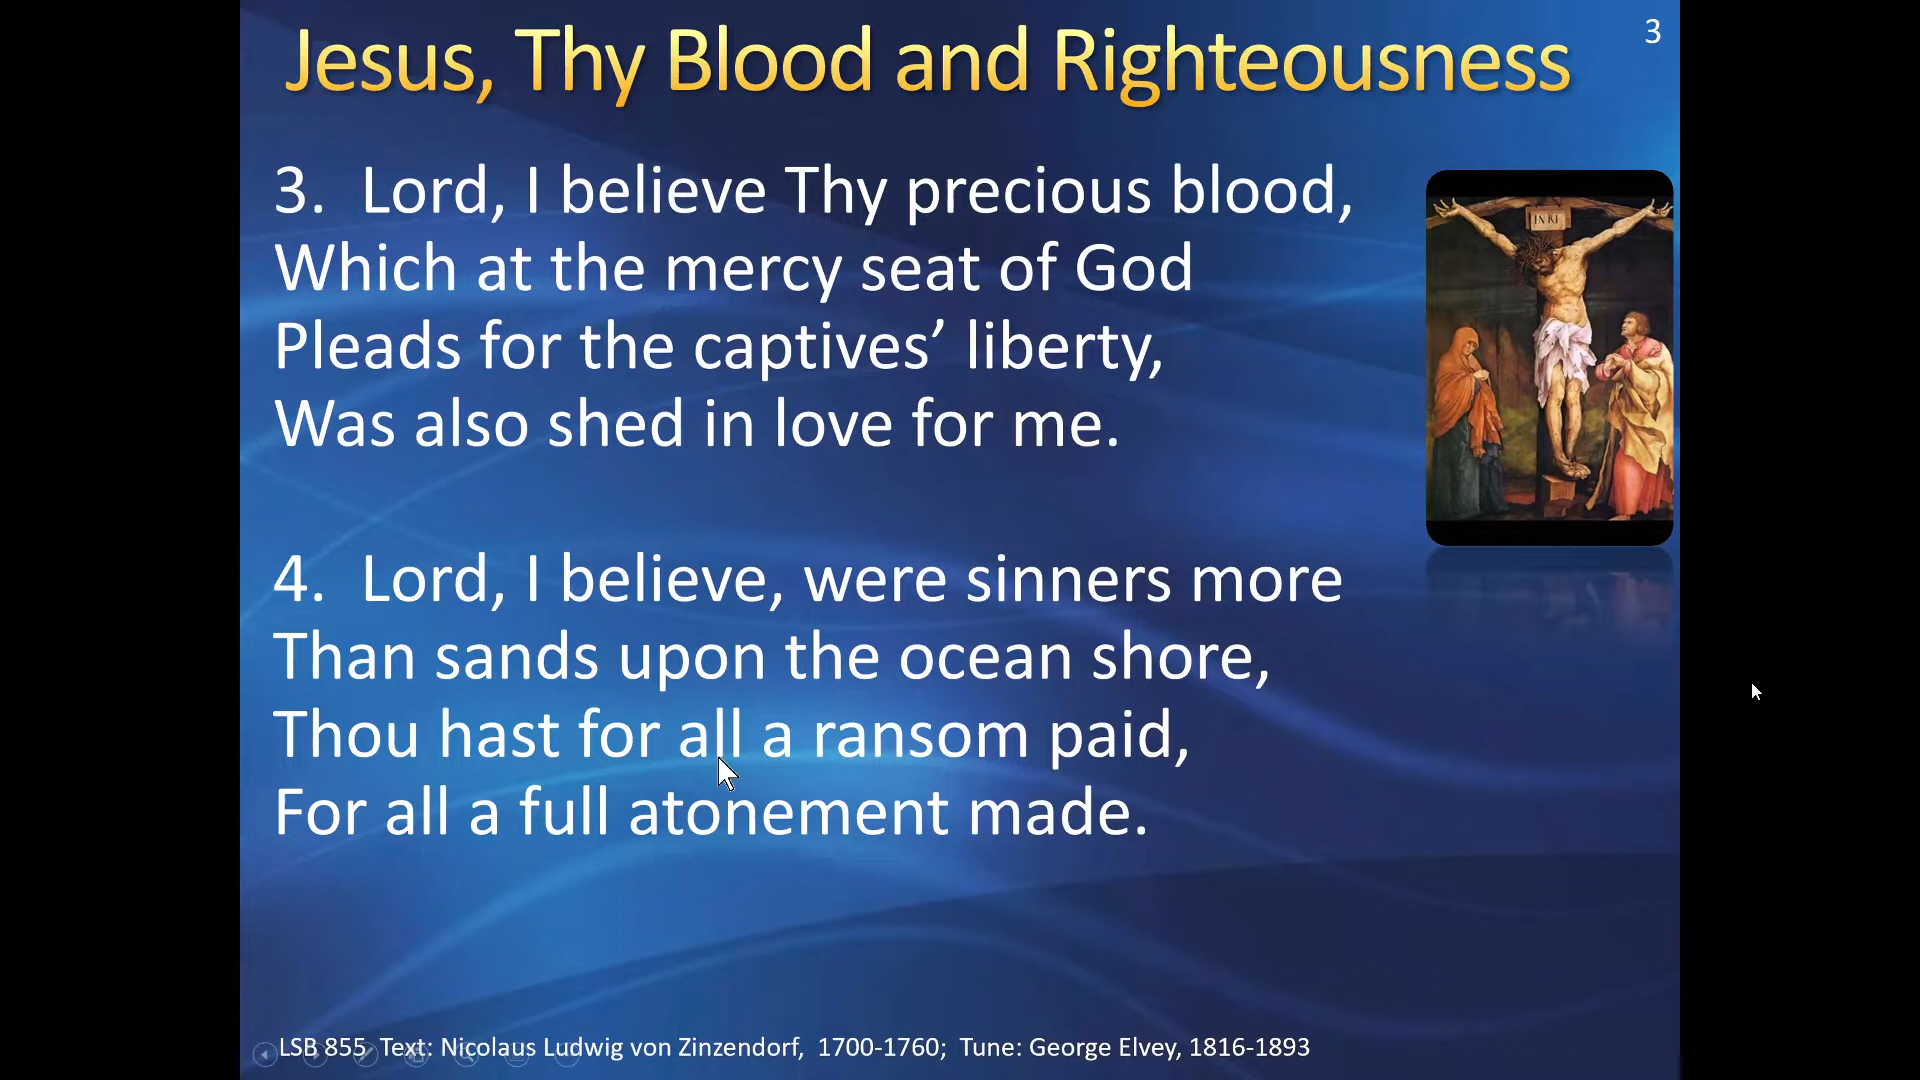 Jesus, Thy Blood and Righteousness
3
3. Lord, I believe Thy precious blood,
Which at the mercy seat of God
Pleads for the captives’ liberty,
Was also shed in love for me.
INRI
4. Lord, I believe, were sinners more
Than sands upon the ocean shore,
Thou hast for all a ransom paid,
For all a full atonement made.
LSB 855 Text: Nicolaus Ludwig von Zinzendorf, 1700-1760; Tune: George Elvey, 1816-1893